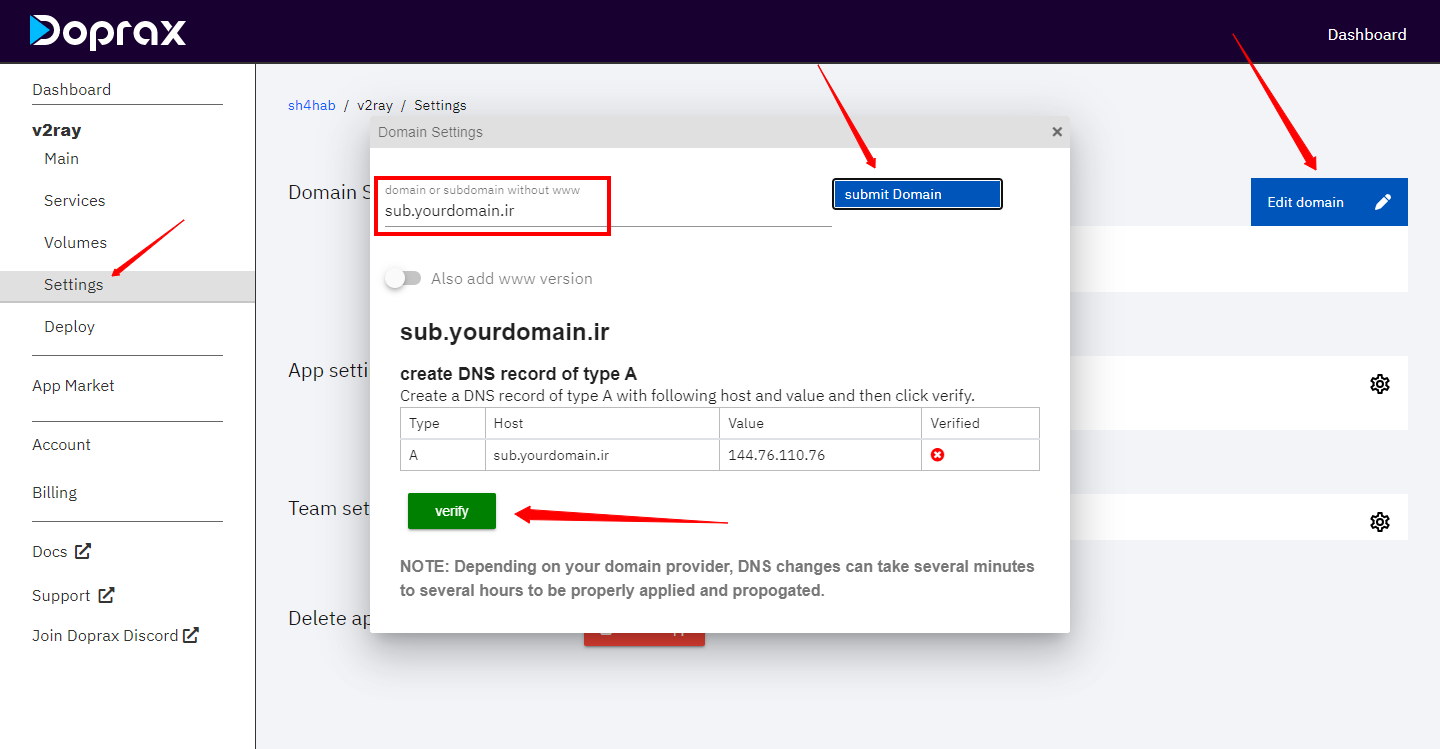 Doprax
Dashboard
Dashboard
v2ray
Main
Services
Volumes
Settings
Deploy
App Market
Account
Billing
Docs
Support
Join Doprax Discord
sh4hab / v2ray / Settings
Domain Settings
×
Domain S
domain or subdomain without www
sub.yourdomain.ir
submit Domain
Edit domain
Also add www version
sub.yourdomain.ir
App setti
create DNS record of type A
Create a DNS record of type A with following host and value and then click verify.
Type Host Value Verified
A sub.yourdomain.ir 144.76.110.76
Team set
verify
NOTE: Depending on your domain provider, DNS changes can take several minutes
to several hours to be properly applied and propogated.
Delete ap